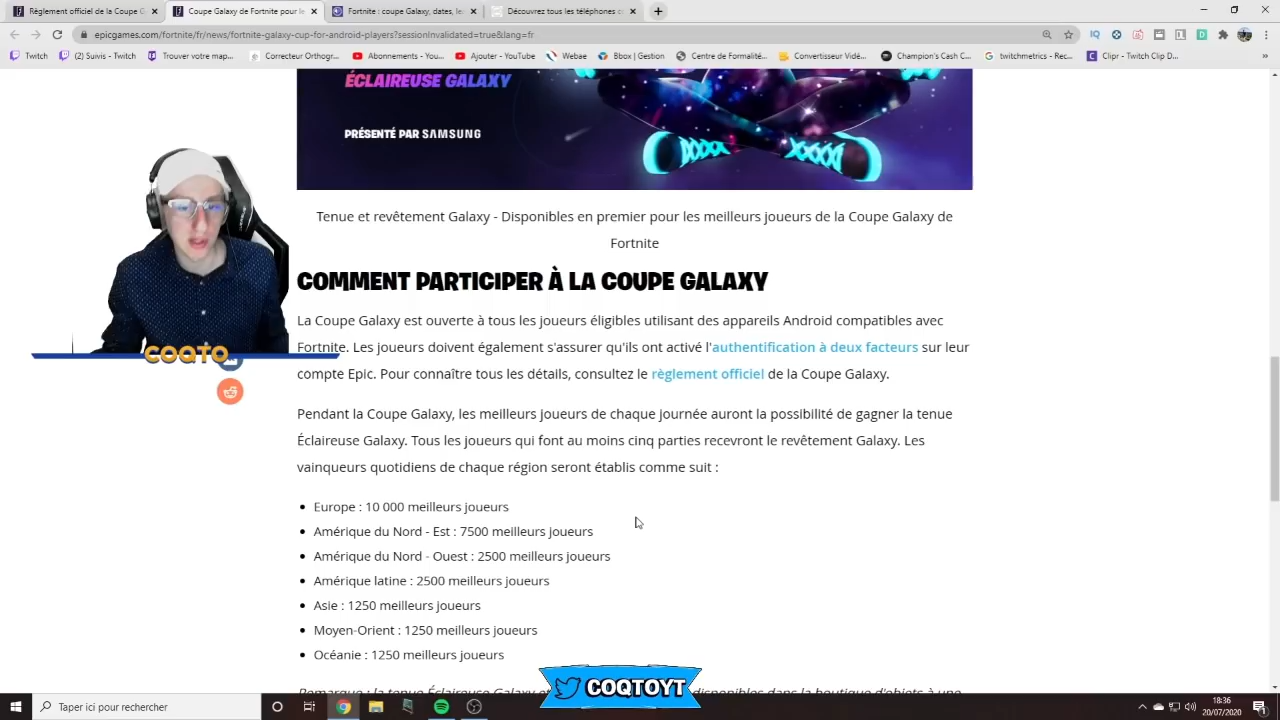 Règlement officiel de la Coupe G
Coupe Galaxy de Fortnite pour le
Fortnite : coupe Galaxy, dates, le
Découvrez tous les téléphones c
epicgames.com/fortnite/fr/news/fortnite-galaxy-cup-for-android-players?sessionInvalidated=true&lang=fr
Twitch
(2) Suivis - Twitch
Trouver votre map...
Correcteur Orthogr...
Abonnements - You...
Ajouter - YouTube
Webae
Bbox | Gestion
Centre de Formalité...
Convertisseur Vidé...
Champion's Cash C...
twitchmetrics - Rec...
Clipr - Twitch Clip D...
ÉCLAIREUSE GALAXY
PRÉSENTÉ PAR SAMSUNG
Tenue et revêtement Galaxy - Disponibles en premier pour les meilleurs joueurs de la Coupe Galaxy de
Fortnite
COMMENT PARTICIPER À LA COUPE GALAXY
La Coupe Galaxy est ouverte à tous les joueurs éligibles utilisant des appareils Android compatibles avec
Fortnite. Les joueurs doivent également s'assurer qu'ils ont activé l'authentification à deux facteurs sur leur
compte Epic. Pour connaître tous les détails, consultez le règlement officiel de la Coupe Galaxy.
Pendant la Coupe Galaxy, les meilleurs joueurs de chaque journée auront la possibilité de gagner la tenue
Éclaireuse Galaxy. Tous les joueurs qui font au moins cinq parties recevront le revêtement Galaxy. Les
vainqueurs quotidiens de chaque région seront établis comme suit :
Europe : 10 000 meilleurs joueurs
Amérique du Nord - Est : 7500 meilleurs joueurs
Amérique du Nord - Ouest : 2500 meilleurs joueurs
Amérique latine : 2500 meilleurs joueurs
Asie : 1250 meilleurs joueurs
Moyen-Orient : 1250 meilleurs joueurs
Océanie : 1250 meilleurs joueurs
Remarque : la tenue Éclaireuse Galaxy et disponibles dans la boutique d'objets à une
COQTO
COQTOYT
Taper ici pour rechercher
18:36
20/07/2020